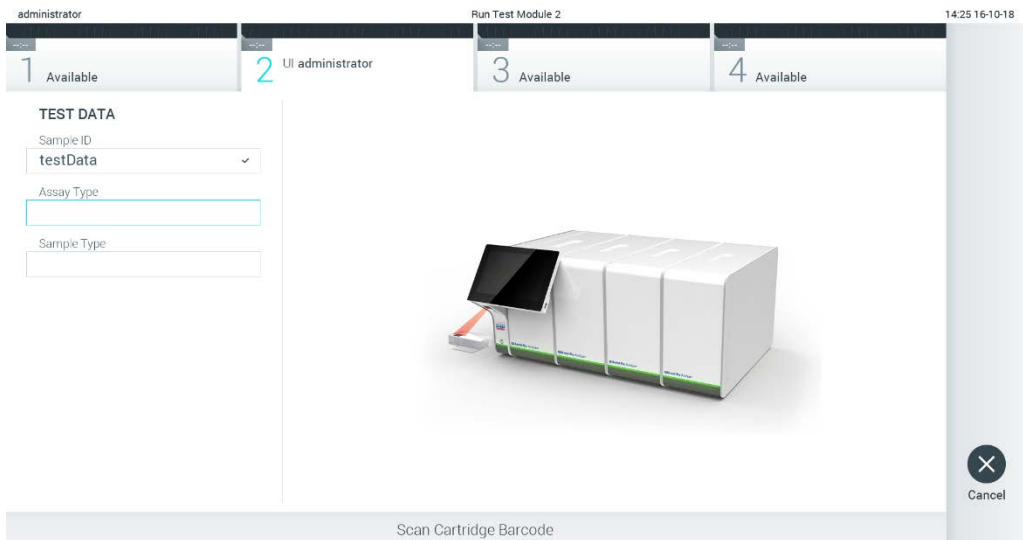 administrator
Run Test Module 2
14:25 16-10-18
--:--
--:--
--:--
--:--
1 Available
2 UI administrator
3 Available
4 Available
TEST DATA
Sample ID
testData
Assay Type
Sample Type
Cancel
Scan Cartridge Barcode